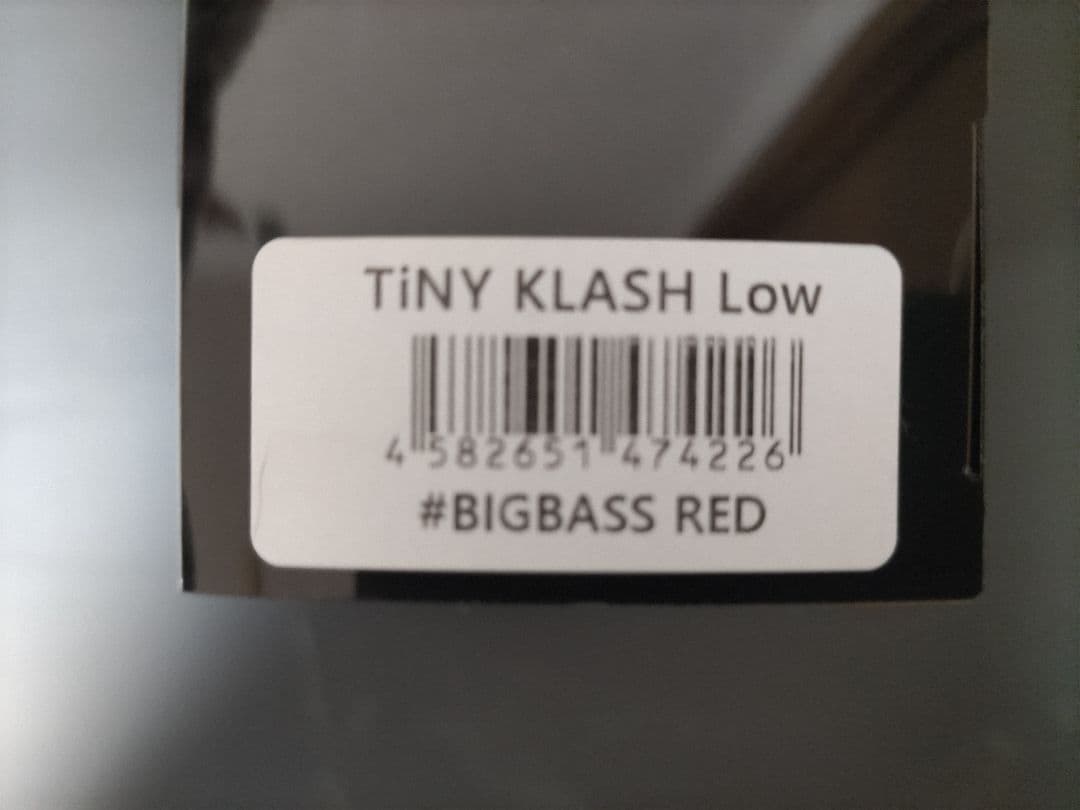 TiNY KLASH Low
4 582651 474226
#BIGBASS RED